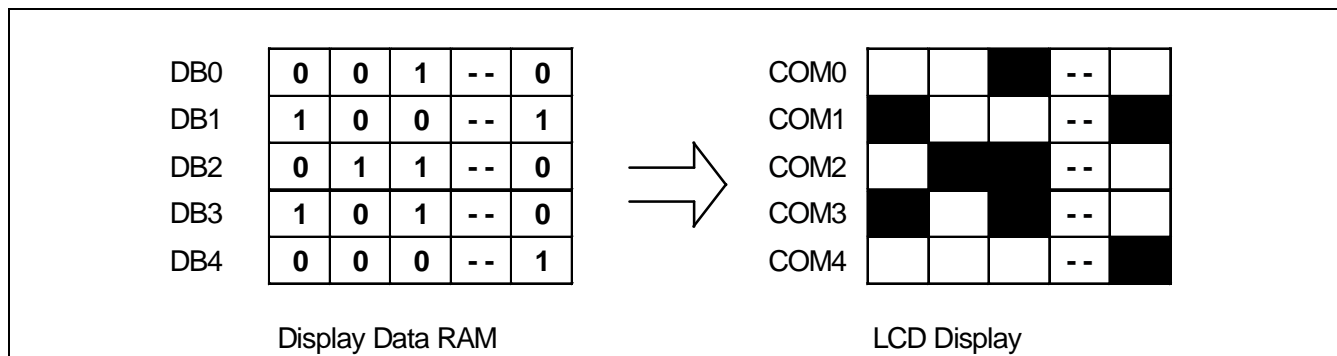 DB0 0 0 1 -- 0 COM0 --
DB1 1 0 0 -- 1 COM1 --
DB2 0 1 1 -- 0 COM2 --
DB3 1 0 1 -- 0 COM3 --
DB4 0 0 0 -- 1 COM4 --
Display Data RAM LCD Display